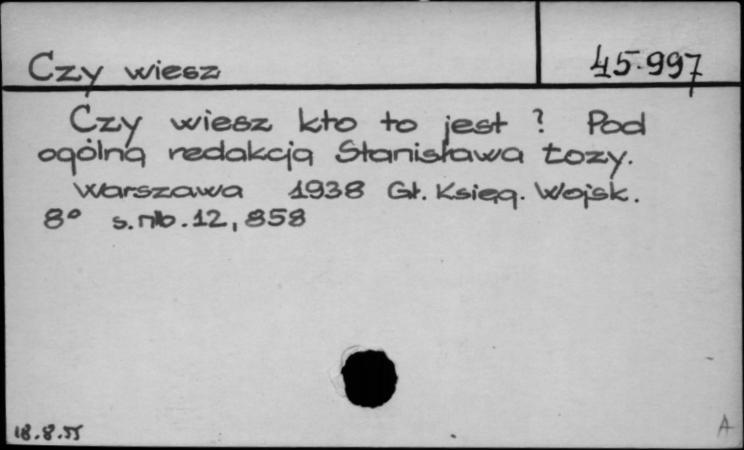 Czy wiesz 45.997
Czy wiesz kto to jest? Pod
ogólną redakcją Stanisława Łozy.
Warszawa 1938 Gł. Księg. Wojsk.
8° s.nlb.12, 858
18.8.55
A